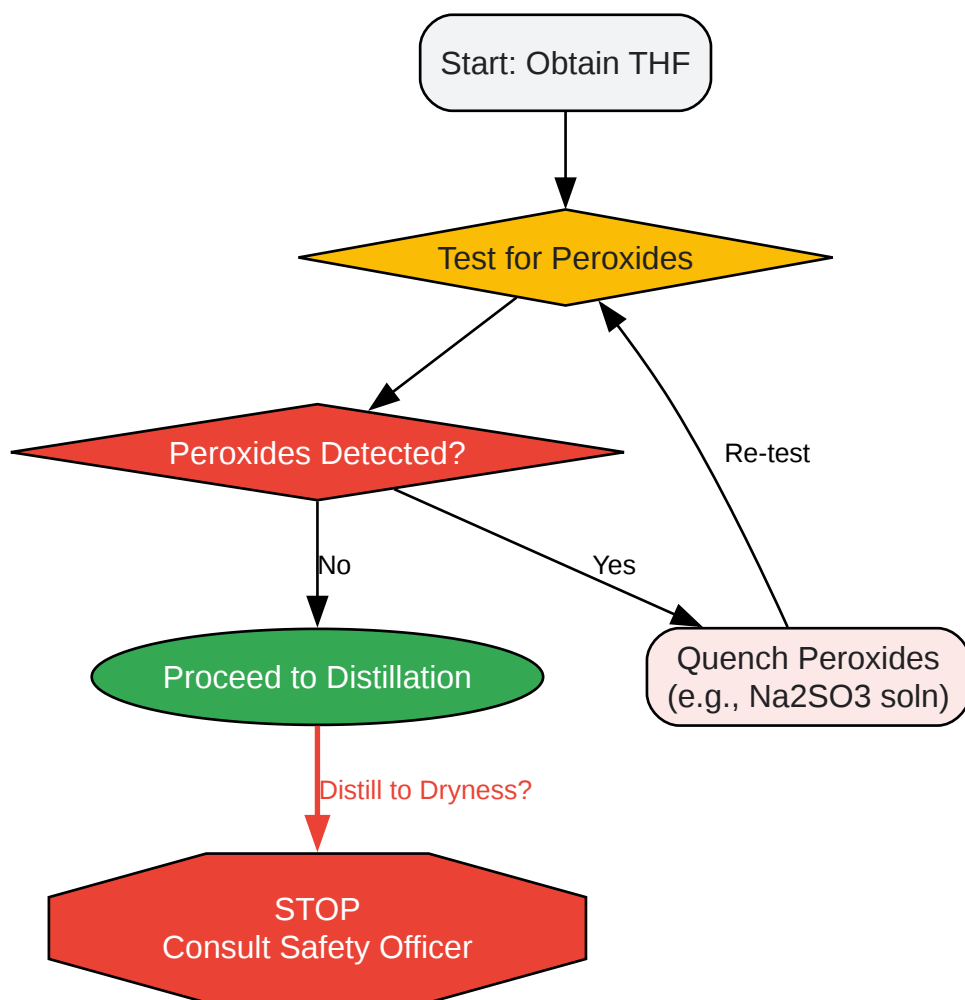 Start: Obtain THF
Test for Peroxides
Peroxides Detected?
Re-test
No
Yes
Proceed to Distillation
Quench Peroxides
(e.g., Na2SO3 soln)
Distill to Dryness?
STOP
Consult Safety Officer